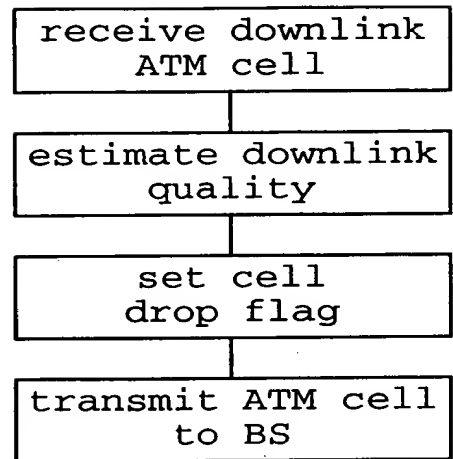 receive downlink
ATM cell
estimate downlink
quality
set cell
drop flag
transmit ATM cell
to BS